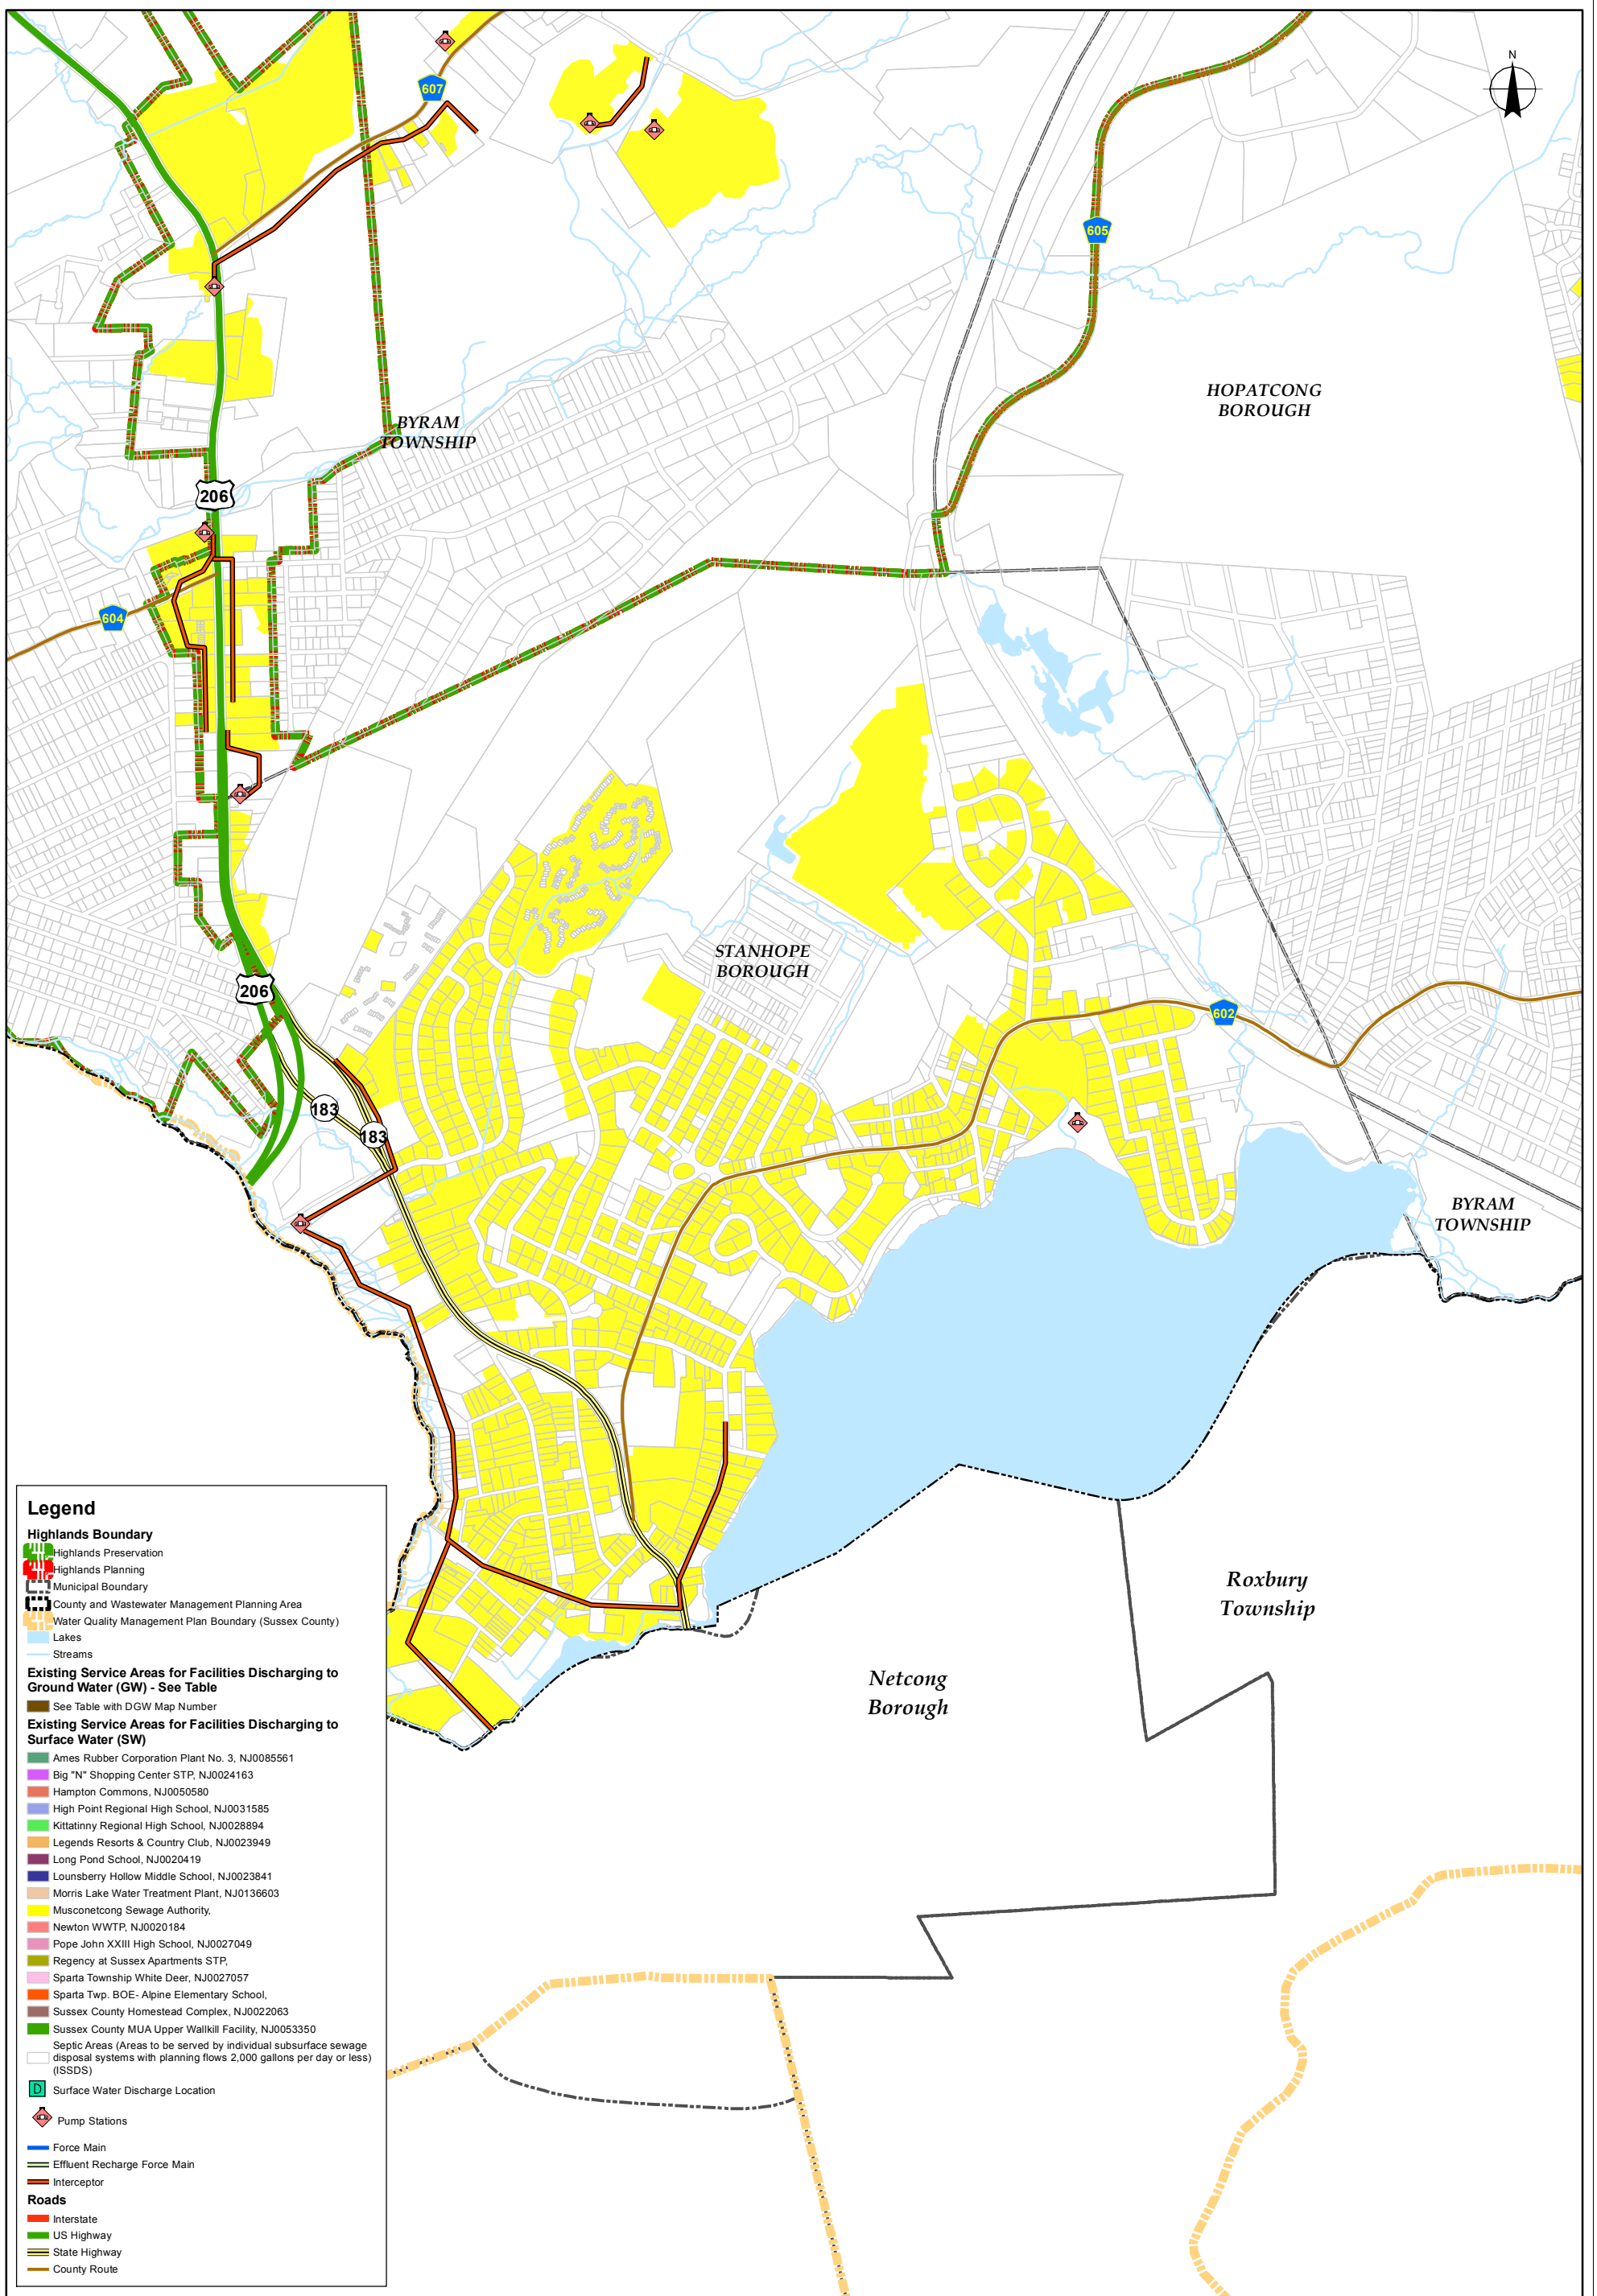 N
607
605
HOPATCONG
BOROUGH
BYRAM
TOWNSHIP
206
604
STANHOPE
BOROUGH
206
602
183
183
BYRAM
TOWNSHIP
Roxbury
Township
Netcong
Borough
Legend
Highlands Boundary
Highlands Preservation
Highlands Planning
Municipal Boundary
County and Wastewater Management Planning Area
Water Quality Management Plan Boundary (Sussex County)
Lakes
Streams
Existing Service Areas for Facilities Discharging to
Ground Water (GW) - See Table
See Table with DGW Map Number
Existing Service Areas for Facilities Discharging to
Surface Water (SW)
Ames Rubber Corporation Plant No. 3, NJ0085561
Big "N" Shopping Center STP, NJ0024163
Hampton Commons, NJ0050580
High Point Regional High School, NJ0031585
Kittatinny Regional High School, NJ0028894
Legends Resorts & Country Club, NJ0023949
Long Pond School, NJ0020419
Lounsberry Hollow Middle School, NJ0023841
Morris Lake Water Treatment Plant, NJ0136603
Musconetcong Sewage Authority,
Newton WWTP, NJ0020184
Pope John XXIII High School, NJ0027049
Regency at Sussex Apartments STP,
Sparta Township White Deer, NJ0027057
Sparta Twp. BOE- Alpine Elementary School,
Sussex County Homestead Complex, NJ0022063
Sussex County MUA Upper Wallkill Facility, NJ0053350
Septic Areas (Areas to be served by individual subsurface sewage
disposal systems with planning flows 2,000 gallons per day or less)
(ISSDS)
D Surface Water Discharge Location
Pump Stations
Force Main
Effluent Recharge Force Main
Interceptor
Roads
Interstate
US Highway
State Highway
County Route